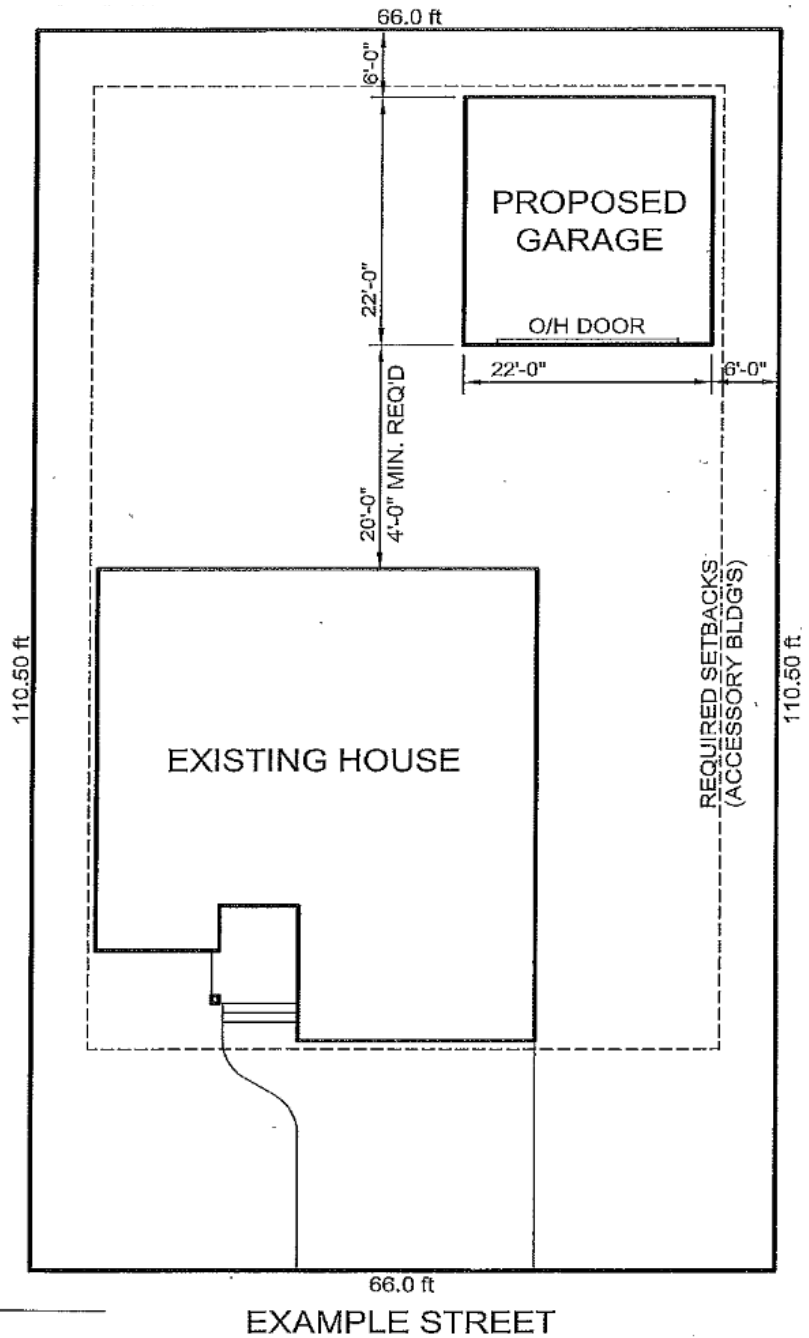 66.0 ft
6'-0"
PROPOSED
GARAGE
22'-0"
O/H DOOR
22'-0"
6'-0"
20'-0"
4'-0" MIN. REQ'D
REQUIRED SETBACKS
(ACCESSORY BLDG'S)
110.50 ft
110.50 ft
EXISTING HOUSE
66.0 ft
EXAMPLE STREET